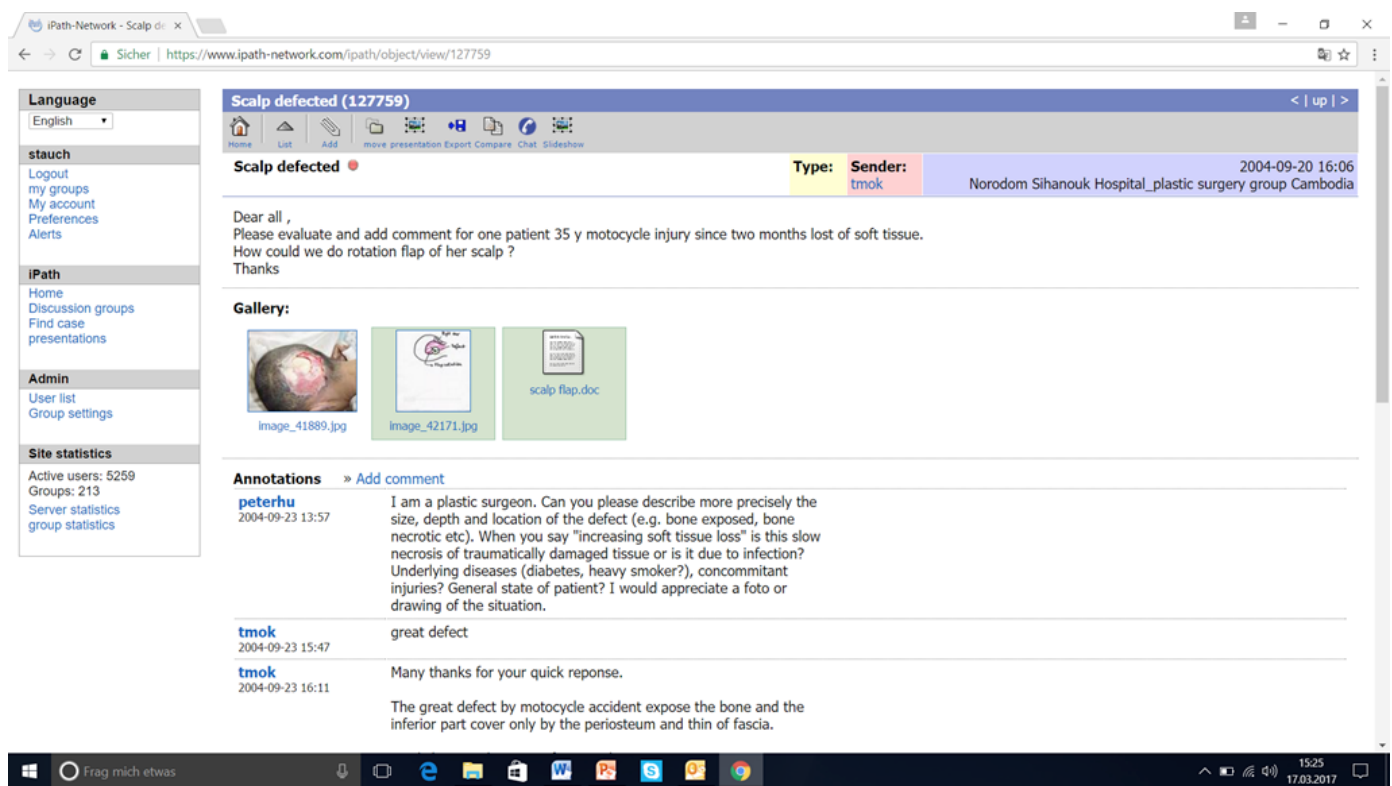 iPath-Network - Scalp de
Sicher | https://www.ipath-network.com/ipath/object/view/127759
Language
English
stauch
Logout
my groups
My account
Preferences
Alerts
iPath
Home
Discussion groups
Find case
presentations
Admin
User list
Group settings
Site statistics
Active users: 5259
Groups: 213
Server statistics
group statistics
Scalp defected (127759)
< | up | >
Home List Add move presentation Export Compare Chat Slideshow
Scalp defected
Type:
Sender:
tmok
2004-09-20 16:06
Norodom Sihanouk Hospital_plastic surgery group Cambodia
Dear all ,
Please evaluate and add comment for one patient 35 y motocycle injury since two months lost of soft tissue.
How could we do rotation flap of her scalp ?
Thanks
Gallery:
image_41889.jpg
image_42171.jpg
scalp flap.doc
Annotations » Add comment
peterhu
2004-09-23 13:57
I am a plastic surgeon. Can you please describe more precisely the
size, depth and location of the defect (e.g. bone exposed, bone
necrotic etc). When you say "increasing soft tissue loss" is this slow
necrosis of traumatically damaged tissue or is it due to infection?
Underlying diseases (diabetes, heavy smoker?), concommitant
injuries? General state of patient? I would appreciate a foto or
drawing of the situation.
tmok
2004-09-23 15:47
great defect
tmok
2004-09-23 16:11
Many thanks for your quick reponse.
The great defect by motocycle accident expose the bone and the
inferior part cover only by the periosteum and thin of fascia.
Frag mich etwas
15:25
17.03.2017